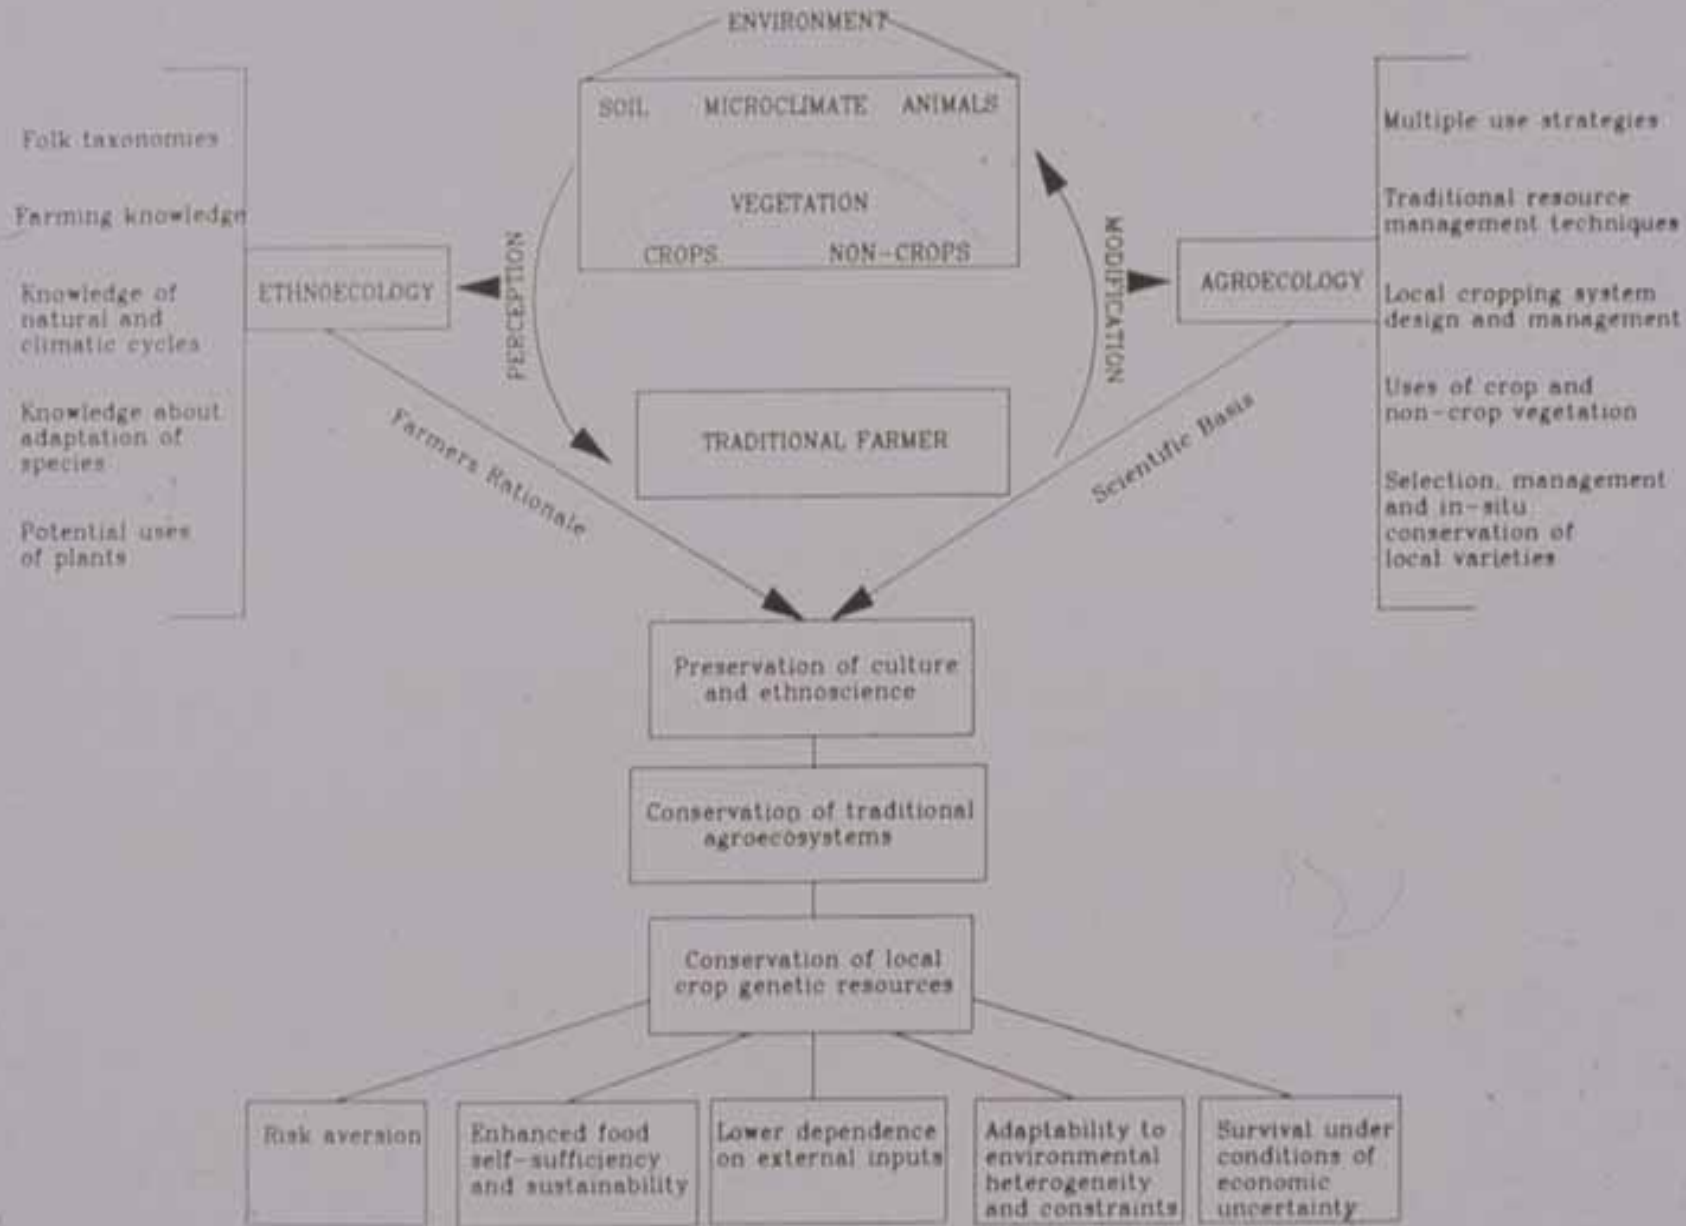 ENVIRONMENT
SOIL MICROCLIMATE ANIMALS
VEGETATION
CROPS NON-CROPS
PERCEPTION
MODIFICATION
TRADITIONAL FARMER
Folk taxonomies
Farming knowledge
Knowledge of
natural and
climatic cycles
Knowledge about
adaptation of
species
Potential uses
of plants
ETHNOECOLOGY
AGROECOLOGY
Multiple use strategies
Traditional resource
management techniques
Local cropping system
design and management
Uses of crop and
non-crop vegetation
Selection, management
and in-situ
conservation of
local varieties
Farmers Rationale
Scientific Basis
Preservation of culture
and ethnoscience
Conservation of traditional
agroecosystems
Conservation of local
crop genetic resources
Risk aversion
Enhanced food
self-sufficiency
and sustainability
Lower dependence
on external inputs
Adaptability to
environmental
heterogeneity
and constraints
Survival under
conditions of
economic
uncertainty